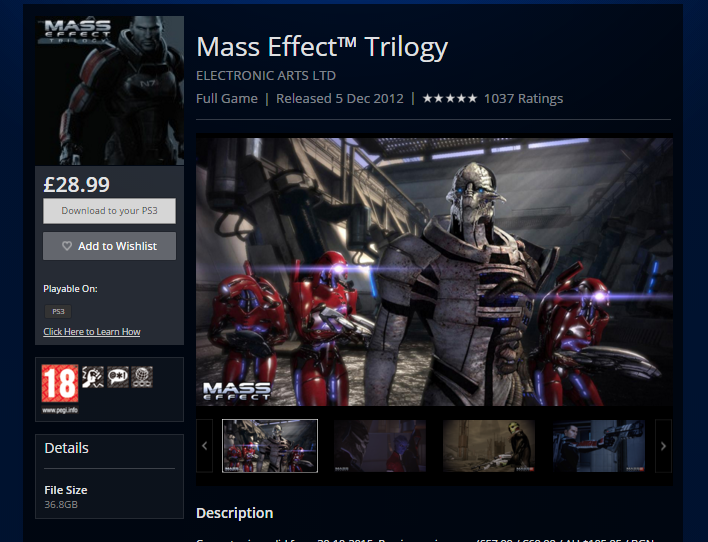 MASS EFFECT
TRILOGY
N7
Mass Effect™ Trilogy
ELECTRONIC ARTS LTD
Full Game | Released 5 Dec 2012 | ★★★★★ 1037 Ratings
£28.99
Download to your PS3
♡ Add to Wishlist
Playable On:
PS3
Click Here to Learn How
18
www.pegi.info
MASS
EFFECT
Details
File Size
36.8GB
Description